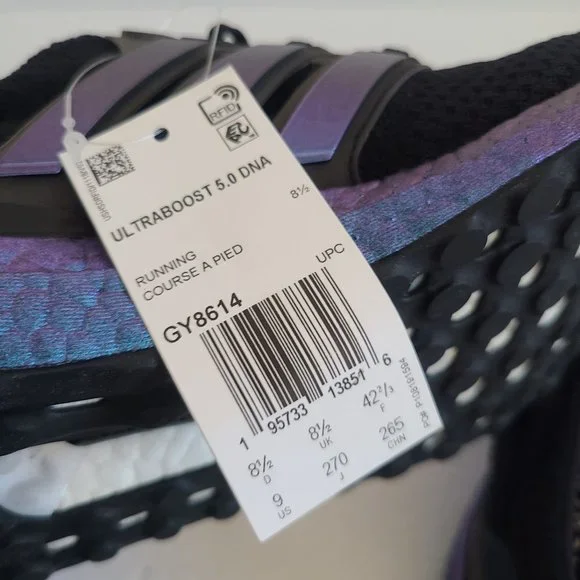 RFID
ULTRABOOST 5.0 DNA
8½
RUNNING
COURSE A PIED
UPC
GY8614
1 95733 13851 6
8½ 8½ 42⅔
D UK F
9 270 265
US J CHN